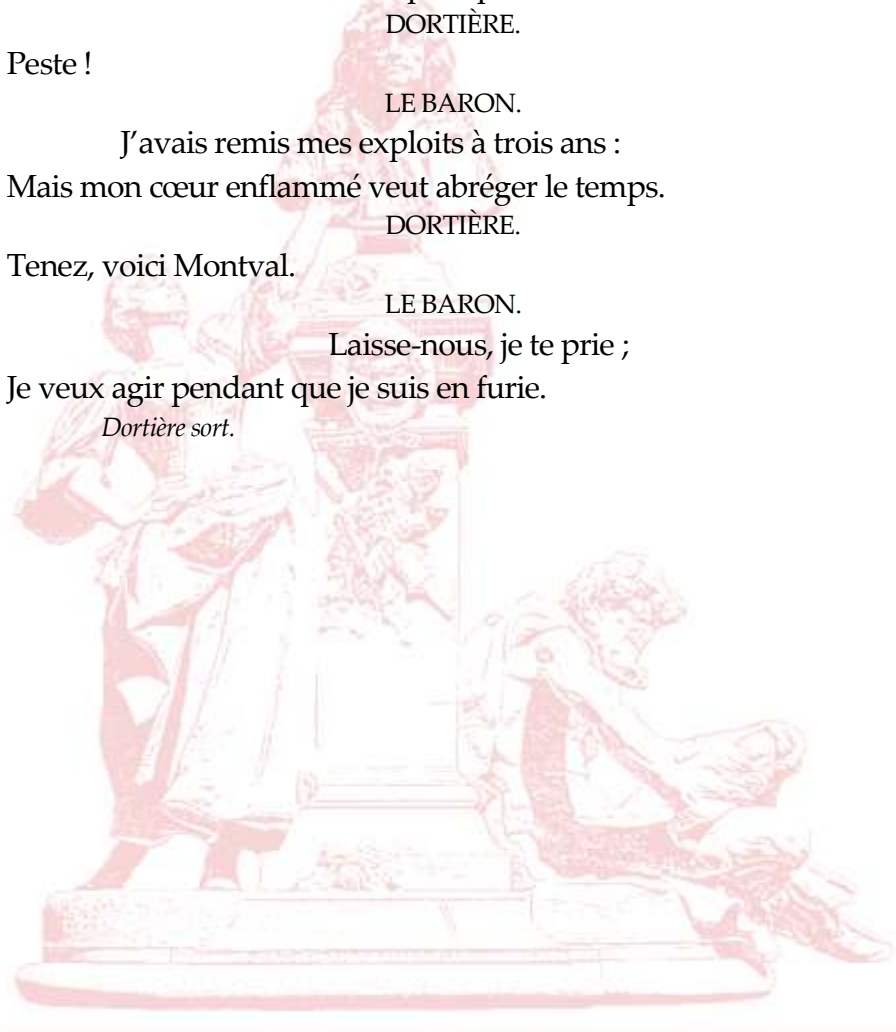 DORTIÈRE.
Peste !
LE BARON.
J’avais remis mes exploits à trois ans :
Mais mon cœur enflammé veut abréger le temps.
DORTIÈRE.
Tenez, voici Montval.
LE BARON.
Laisse-nous, je te prie ;
Je veux agir pendant que je suis en furie.
Dortière sort.